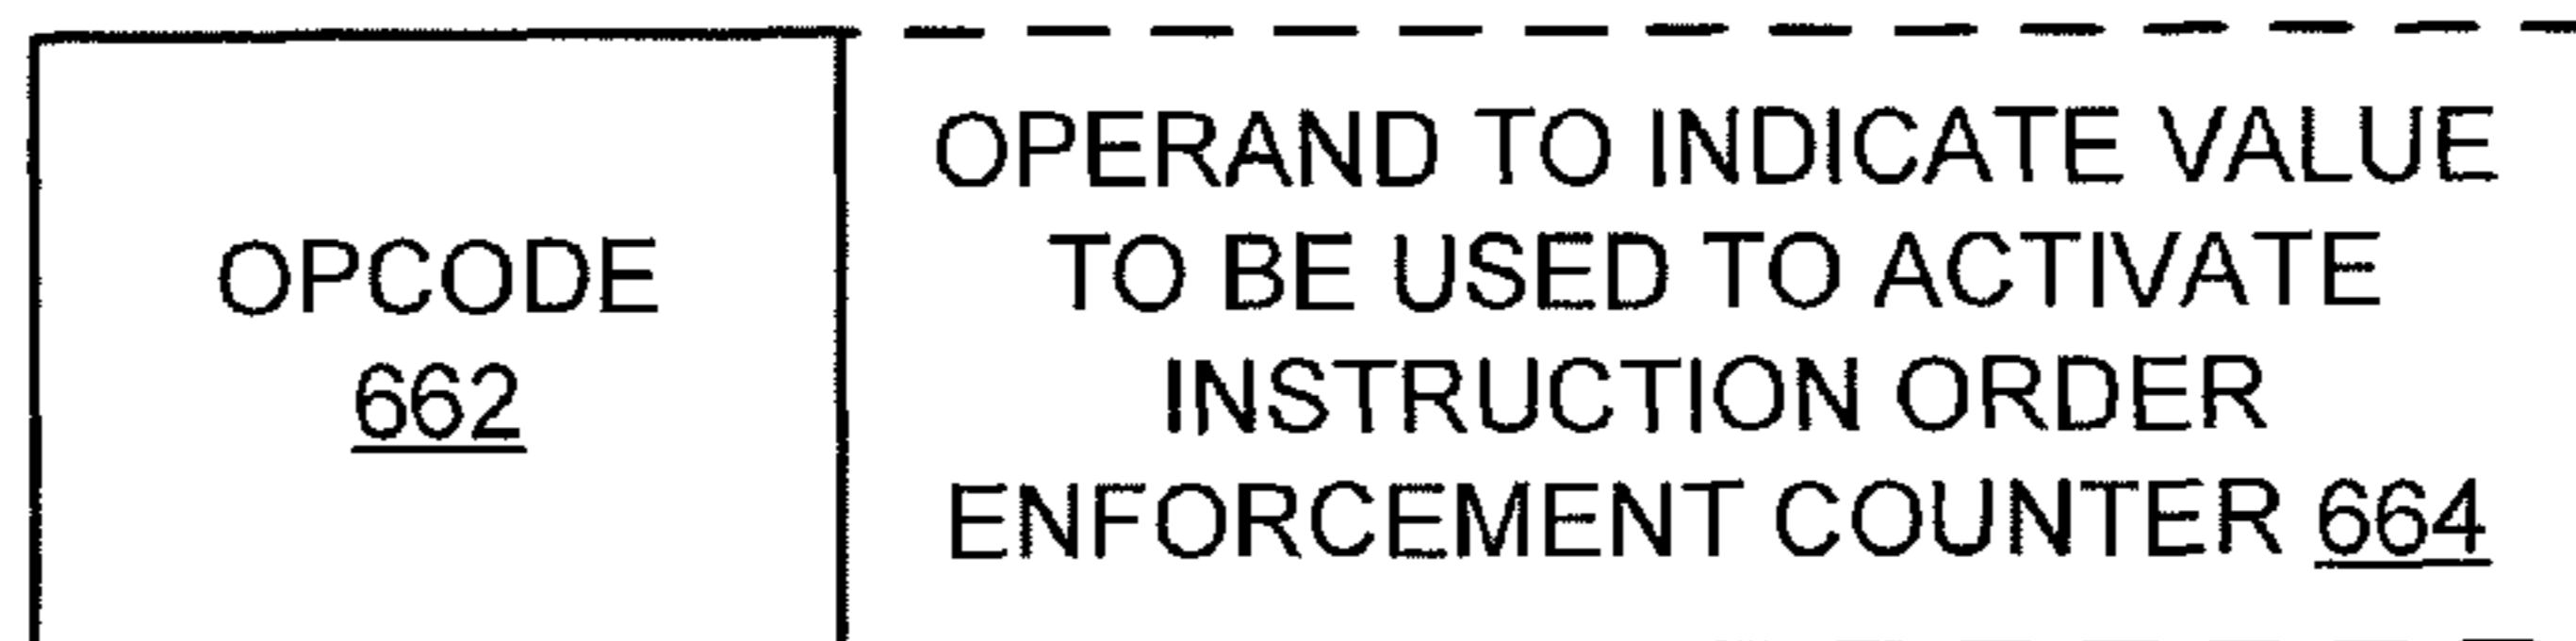 OPCODE
662
OPERAND TO INDICATE VALUE
TO BE USED TO ACTIVATE
INSTRUCTION ORDER
ENFORCEMENT COUNTER 664